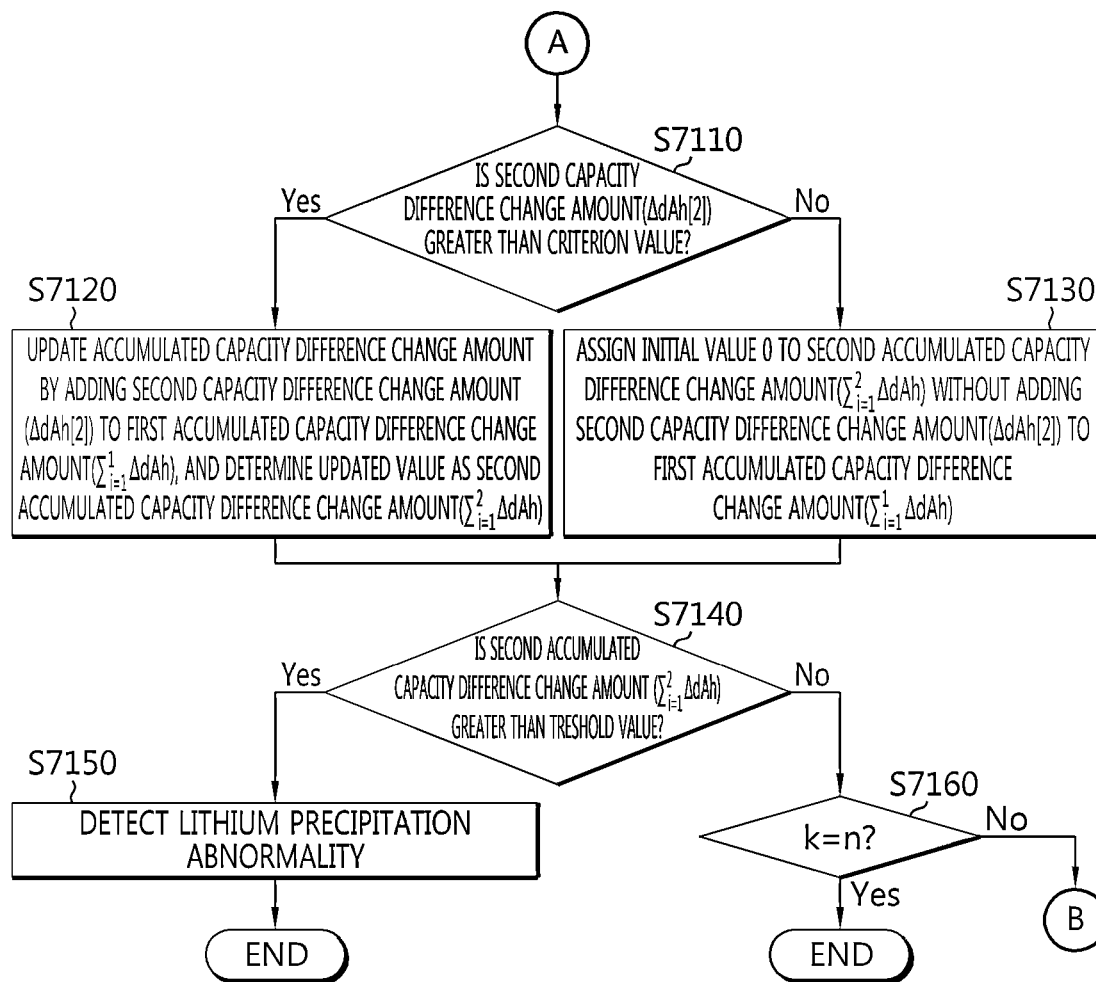 A
S7110
IS SECOND CAPACITY
DIFFERENCE CHANGE AMOUNT(ΔdAh[2])
GREATER THAN CRITERION VALUE?
Yes
No
S7120
UPDATE ACCUMULATED CAPACITY DIFFERENCE CHANGE AMOUNT
BY ADDING SECOND CAPACITY DIFFERENCE CHANGE AMOUNT
(ΔdAh[2]) TO FIRST ACCUMULATED CAPACITY DIFFERENCE CHANGE
AMOUNT(∑¹ᵢ₌₁ ΔdAh), AND DETERMINE UPDATED VALUE AS SECOND
ACCUMULATED CAPACITY DIFFERENCE CHANGE AMOUNT(∑²ᵢ₌₁ ΔdAh)
S7130
ASSIGN INITIAL VALUE 0 TO SECOND ACCUMULATED CAPACITY
DIFFERENCE CHANGE AMOUNT(∑²ᵢ₌₁ ΔdAh) WITHOUT ADDING
SECOND CAPACITY DIFFERENCE CHANGE AMOUNT(ΔdAh[2]) TO
FIRST ACCUMULATED CAPACITY DIFFERENCE
CHANGE AMOUNT(∑¹ᵢ₌₁ ΔdAh)
S7140
IS SECOND ACCUMULATED
CAPACITY DIFFERENCE CHANGE AMOUNT (∑²ᵢ₌₁ ΔdAh)
GREATER THAN TRESHOLD VALUE?
Yes
No
S7150
DETECT LITHIUM PRECIPITATION
ABNORMALITY
END
S7160
k=n?
No
Yes
END
B